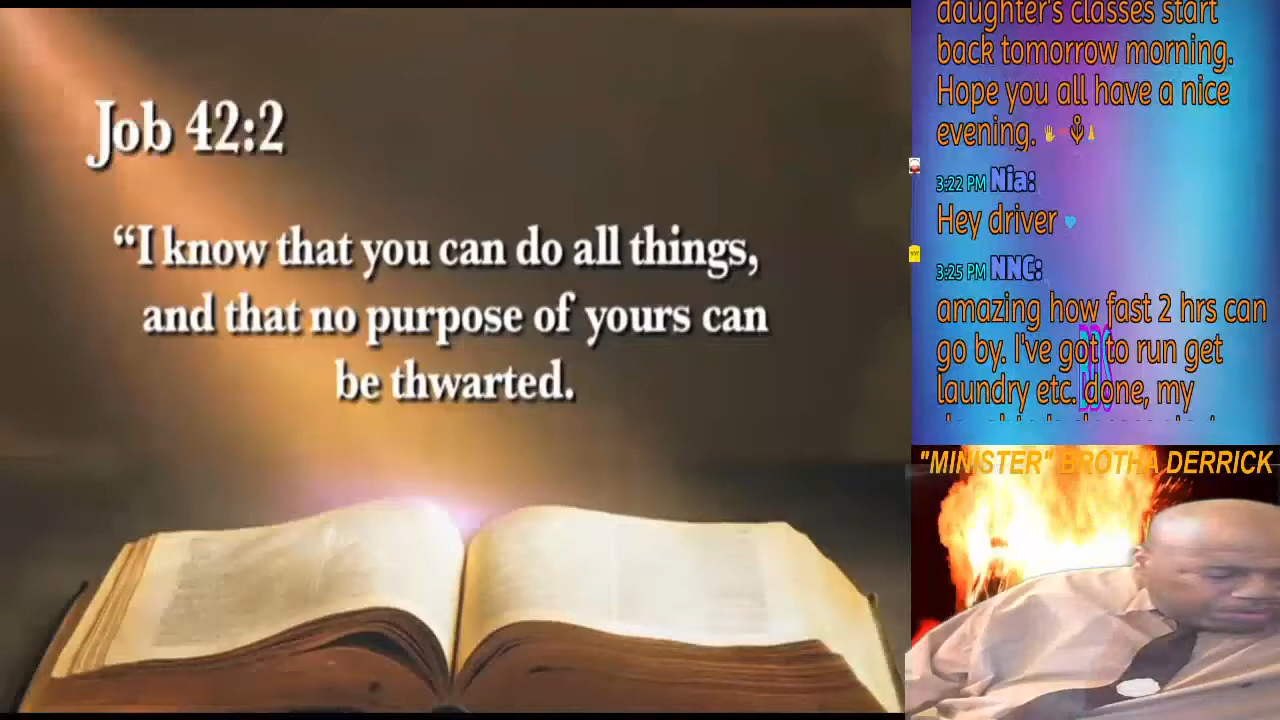 Job 42:2
“I know that you can do all things,
and that no purpose of yours can
be thwarted.
daughter's classes start
back tomorrow morning.
Hope you all have a nice
evening.
3:22 PM Nia:
Hey driver
3:25 PM NNC:
amazing how fast 2 hrs can
go by. I've got to run get
laundry etc. done, my
BDS
"MINISTER" BROTHA DERRICK